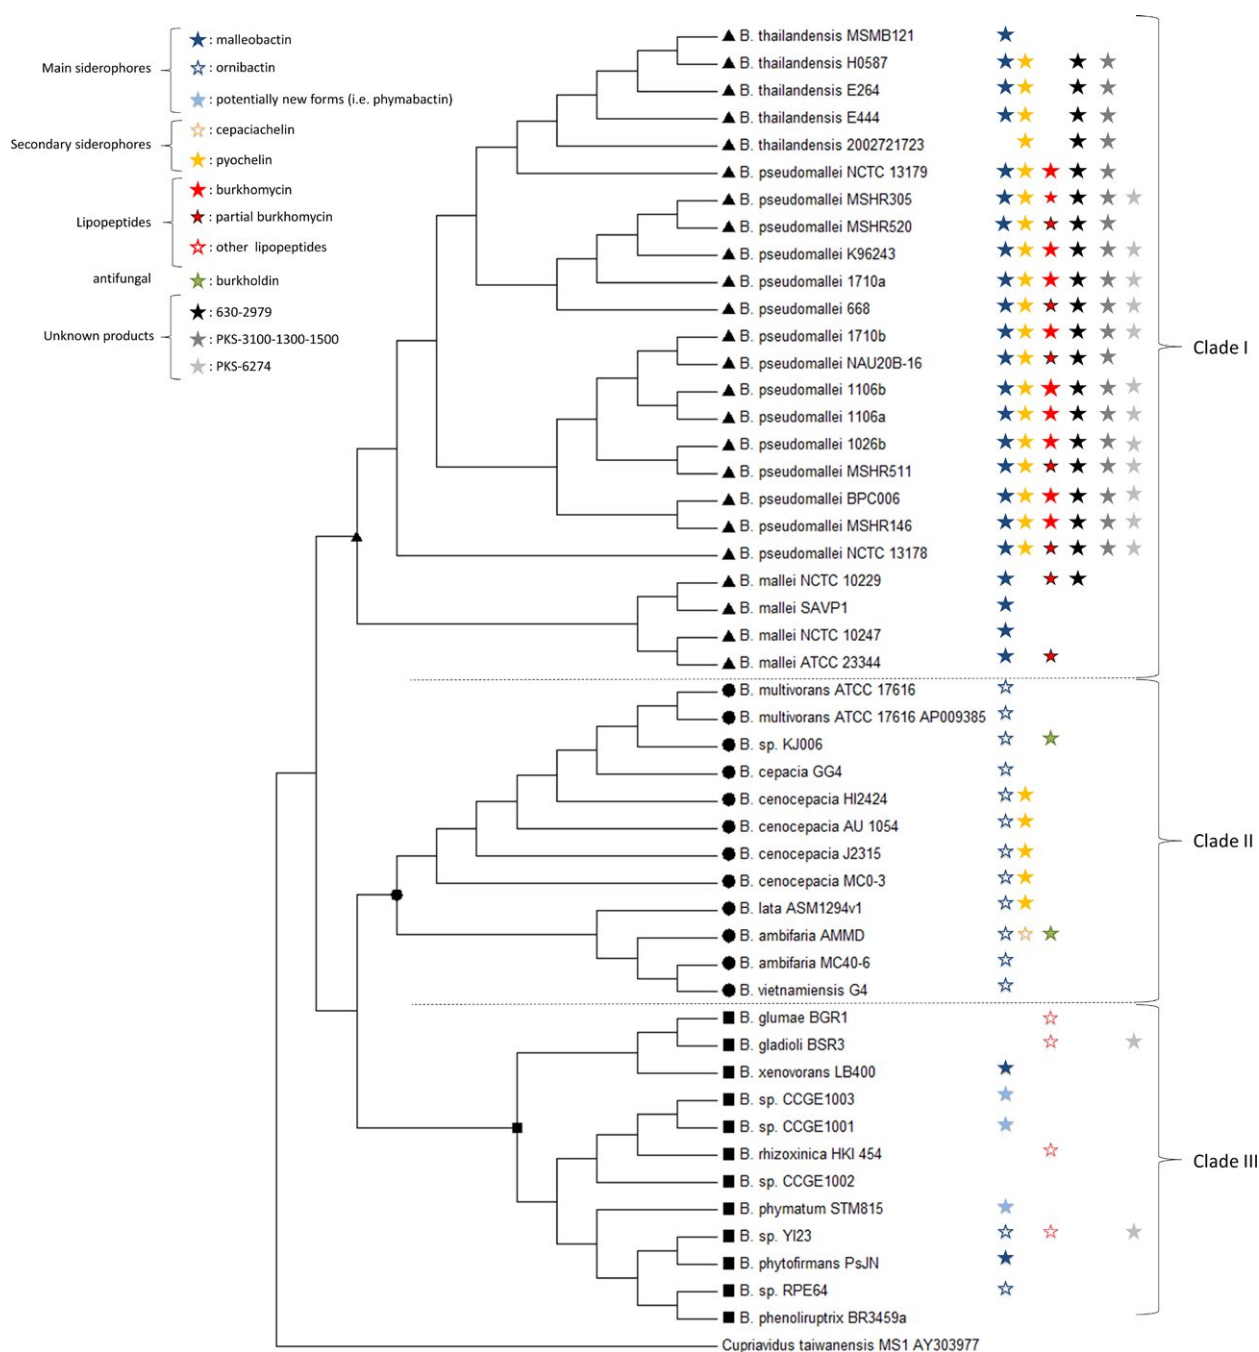 Main siderophores
: malleobactin
: ornibactin
: potentially new forms (i.e. phymabactin)
Secondary siderophores
: cepaciachelin
: pyochelin
Lipopeptides
: burkhomycin
: partial burkhomycin
: other lipopeptides
antifungal
: burkholdin
Unknown products
: 630-2979
: PKS-3100-1300-1500
: PKS-6274
B. thailandensis MSMB121
B. thailandensis H0587
B. thailandensis E264
B. thailandensis E444
B. thailandensis 2002721723
B. pseudomallei NCTC 13179
B. pseudomallei MSHR305
B. pseudomallei MSHR520
B. pseudomallei K96243
B. pseudomallei 1710a
B. pseudomallei 668
B. pseudomallei 1710b
B. pseudomallei NAU20B-16
B. pseudomallei 1106b
B. pseudomallei 1106a
B. pseudomallei 1026b
B. pseudomallei MSHR511
B. pseudomallei BPC006
B. pseudomallei MSHR146
B. pseudomallei NCTC 13178
B. mallei NCTC 10229
B. mallei SAVP1
B. mallei NCTC 10247
B. mallei ATCC 23344
Clade I
B. multivorans ATCC 17616
B. multivorans ATCC 17616 AP009385
B. sp. KJ006
B. cepacia GG4
B. cenocepacia HI2424
B. cenocepacia AU 1054
B. cenocepacia J2315
B. cenocepacia MC0-3
B. lata ASM1294v1
B. ambifaria AMMD
B. ambifaria MC40-6
B. vietnamiensis G4
Clade II
B. glumae BGR1
B. gladioli BSR3
B. xenovorans LB400
B. sp. CCGE1003
B. sp. CCGE1001
B. rhizoxinica HKI 454
B. sp. CCGE1002
B. phymatum STM815
B. sp. YI23
B. phytofirmans PsJN
B. sp. RPE64
B. phenoliruptrix BR3459a
Clade III
Cupriavidus taiwanensis MS1 AY303977